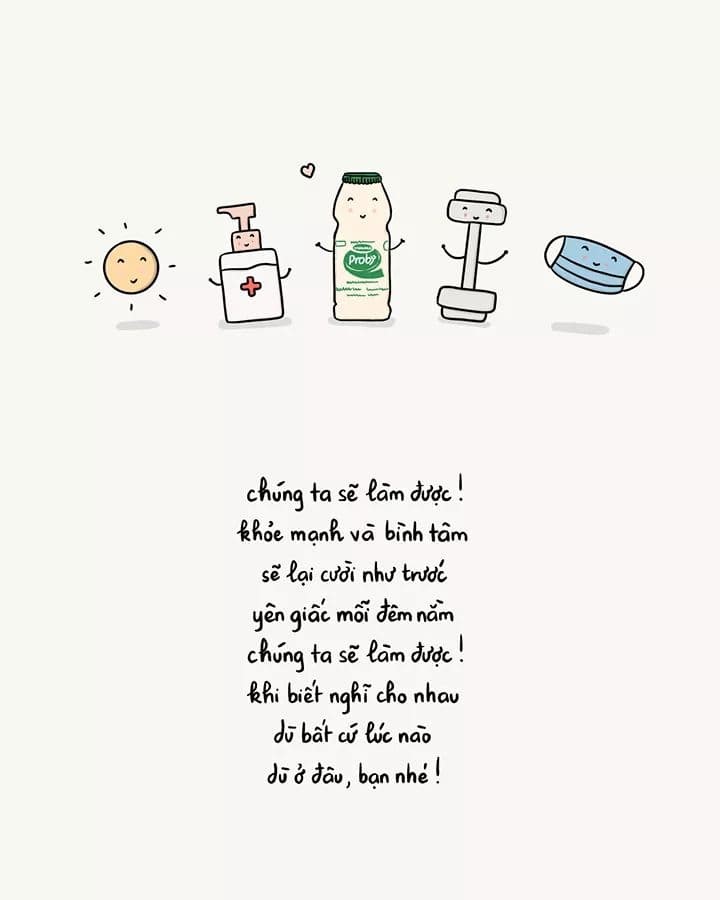 Proby
chúng ta sẽ làm được!
khỏe mạnh và bình tâm
sẽ lại cười như trước
yên giấc mỗi đêm nằm
chúng ta sẽ làm được!
khi biết nghĩ cho nhau
dù bất cứ lúc nào
dù ở đâu, bạn nhé!